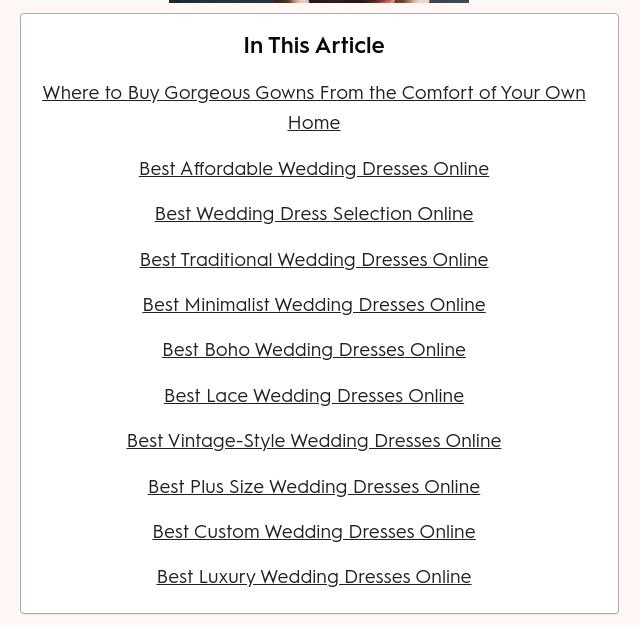 In This Article
Where to Buy Gorgeous Gowns From the Comfort of Your Own
Home
Best Affordable Wedding Dresses Online
Best Wedding Dress Selection Online
Best Traditional Wedding Dresses Online
Best Minimalist Wedding Dresses Online
Best Boho Wedding Dresses Online
Best Lace Wedding Dresses Online
Best Vintage-Style Wedding Dresses Online
Best Plus Size Wedding Dresses Online
Best Custom Wedding Dresses Online
Best Luxury Wedding Dresses Online